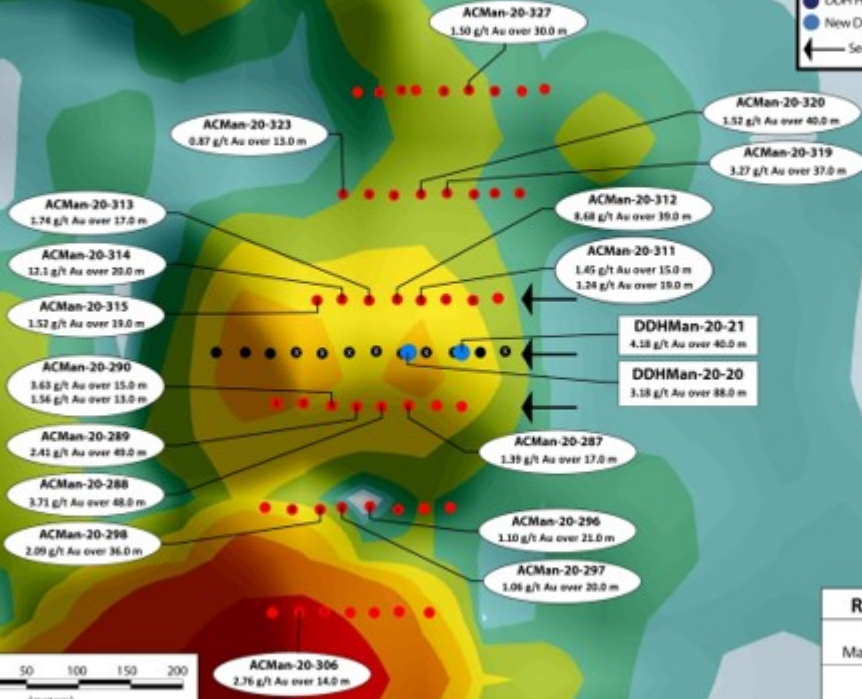 ACMan-20-327
1.50 g/t Au over 30.0 m
New D
Se
ACMan-20-320
1.52 g/t Au over 40.0 m
ACMan-20-323
0.87 g/t Au over 13.0 m
ACMan-20-319
3.27 g/t Au over 37.0 m
ACMan-20-313
1.74 g/t Au over 17.0 m
ACMan-20-312
8.68 g/t Au over 39.0 m
ACMan-20-314
12.1 g/t Au over 20.0 m
ACMan-20-311
1.45 g/t Au over 15.0 m
1.24 g/t Au over 19.0 m
ACMan-20-315
1.52 g/t Au over 19.0 m
DDHMan-20-21
4.18 g/t Au over 40.0 m
ACMan-20-290
3.63 g/t Au over 15.0 m
1.56 g/t Au over 13.0 m
DDHMan-20-20
3.18 g/t Au over 88.0 m
ACMan-20-289
2.41 g/t Au over 49.0 m
ACMan-20-287
1.39 g/t Au over 17.0 m
ACMan-20-288
3.71 g/t Au over 48.0 m
ACMan-20-298
2.09 g/t Au over 36.0 m
ACMan-20-296
1.10 g/t Au over 21.0 m
ACMan-20-297
1.06 g/t Au over 20.0 m
R
Ma
ACMan-20-306
2.76 g/t Au over 14.0 m
50 100 150 200